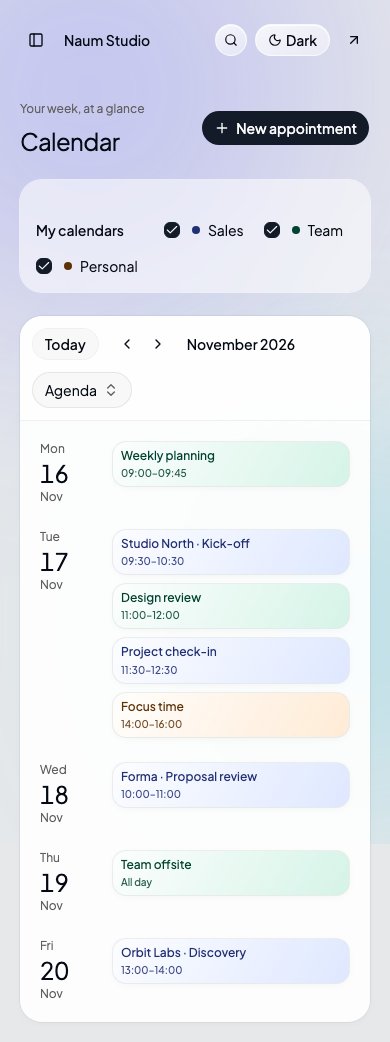 Naum Studio
Dark
Your week, at a glance
Calendar
New appointment
My calendars
Sales
Team
Personal
Today
November 2026
Agenda
Mon
16
Nov
Weekly planning
09:00–09:45
Tue
17
Nov
Studio North · Kick-off
09:30–10:30
Design review
11:00–12:00
Project check-in
11:30–12:30
Focus time
14:00–16:00
Wed
18
Nov
Forma · Proposal review
10:00–11:00
Thu
19
Nov
Team offsite
All day
Fri
20
Nov
Orbit Labs · Discovery
13:00–14:00